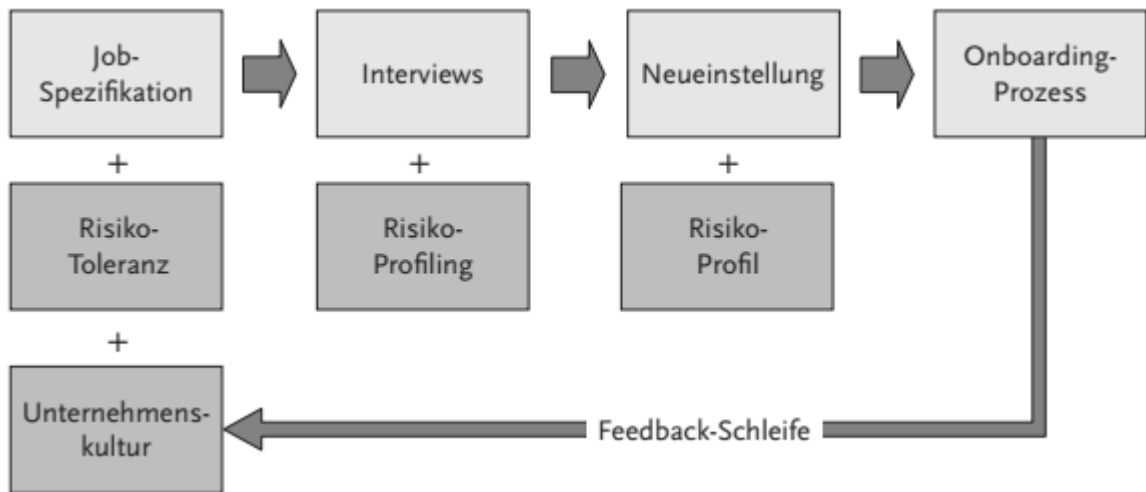 Job-
Spezifikation
Interviews
Neueinstellung
Onboarding-
Prozess
+
+
+
Risiko-
Toleranz
Risiko-
Profiling
Risiko-
Profil
+
Unternehmens-
kultur
Feedback-Schleife